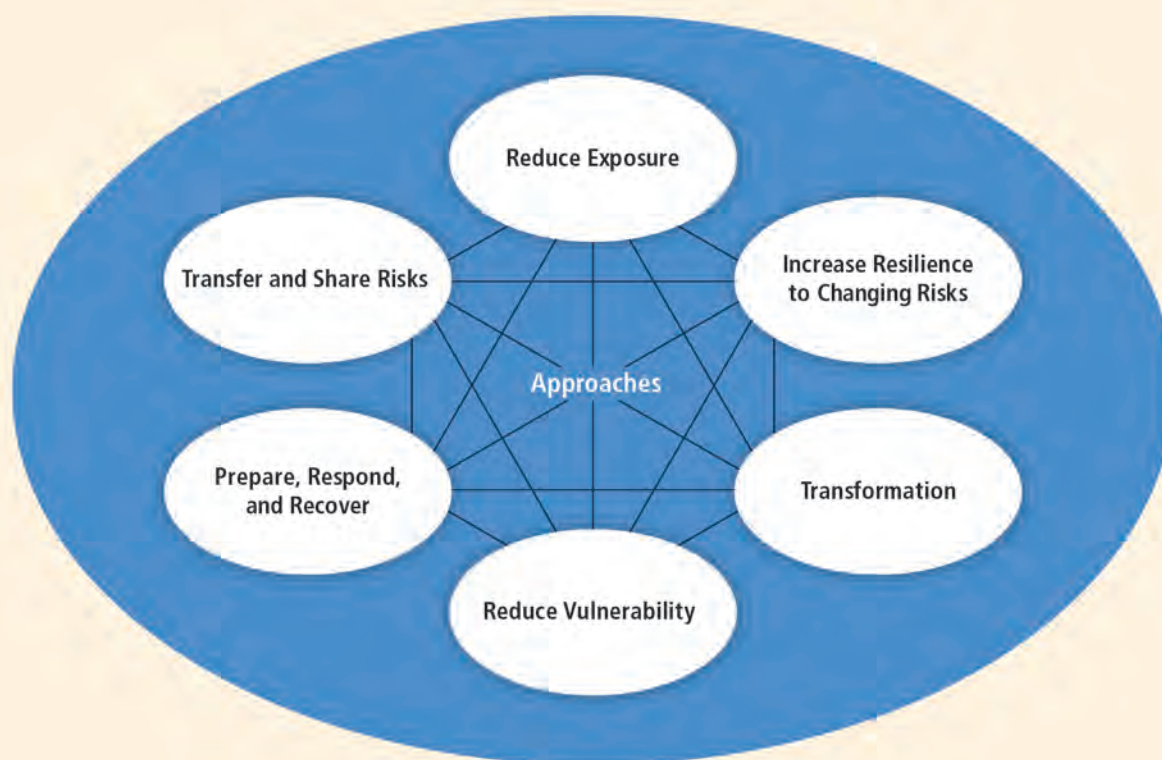 Reduce Exposure
Transfer and Share Risks
Increase Resilience
to Changing Risks
Approaches
Prepare, Respond,
and Recover
Transformation
Reduce Vulnerability